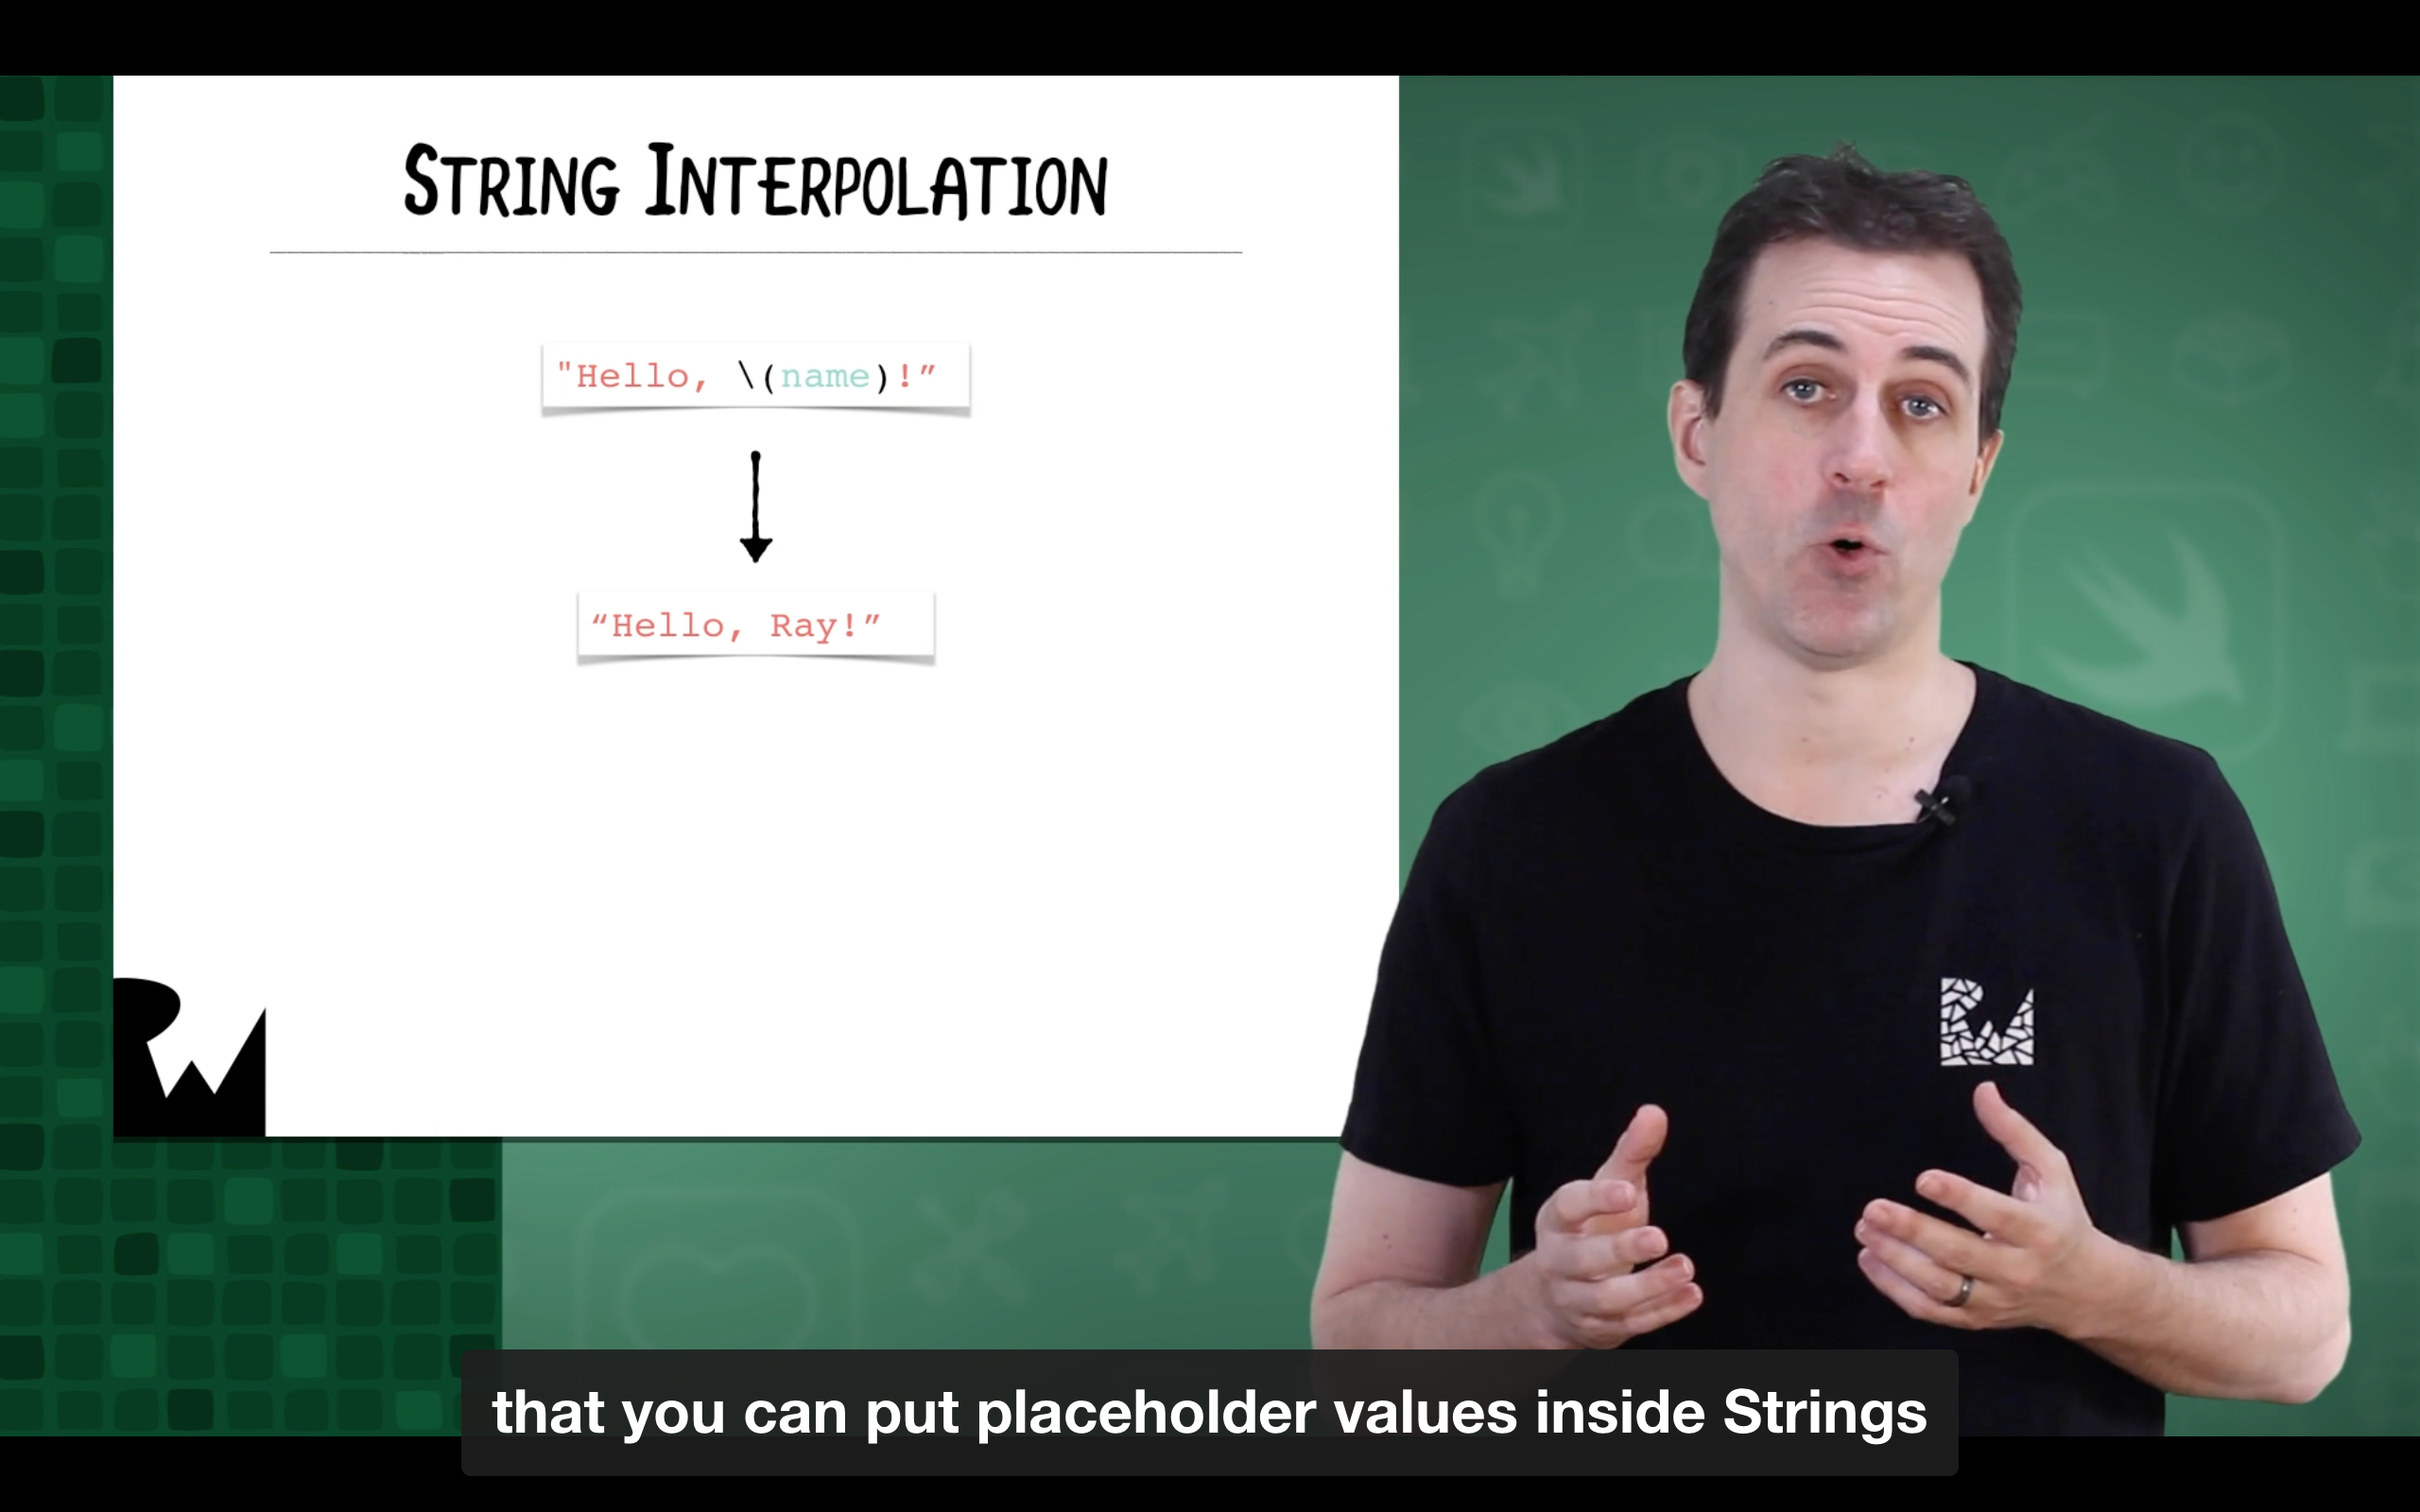 STRING INTERPOLATION
"Hello, \(name)!”
“Hello, Ray!”
RW
RW
that you can put placeholder values inside Strings